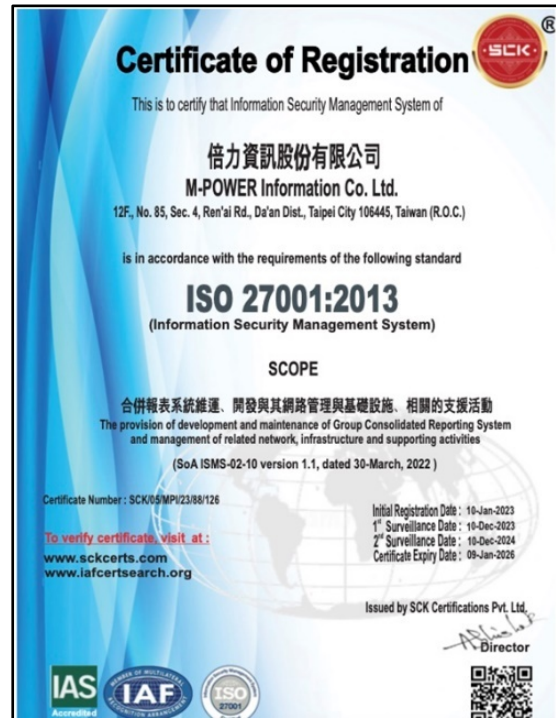 ®
SCK
Certificate of Registration
This is to certify that Information Security Management System of
倍力資訊股份有限公司
M-POWER Information Co. Ltd.
12F., No. 85, Sec. 4, Ren'ai Rd., Da'an Dist., Taipei City 106445, Taiwan (R.O.C.)
is in accordance with the requirements of the following standard
ISO 27001:2013
(Information Security Management System)
SCOPE
合併報表系統維運、開發與其網路管理與基礎設施、相關的支援活動
The provision of development and maintenance of Group Consolidated Reporting System
and management of related network, infrastructure and supporting activities
(SoA ISMS-02-10 version 1.1, dated 30-March, 2022 )
Certificate Number : SCK/05/MPI/23/88/126
Initial Registration Date : 10-Jan-2023
1st Surveillance Date : 10-Dec-2023
2nd Surveillance Date : 10-Dec-2024
Certificate Expiry Date : 09-Jan-2026
To verify certificate, visit at :
www.sckcerts.com
www.iafcertsearch.org
Issued by SCK Certifications Pvt. Ltd.
Director
IAS
Accredited
MEMBER OF MULTILATERAL
IAF
RECOGNITION ARRANGEMENT
ISO
27001